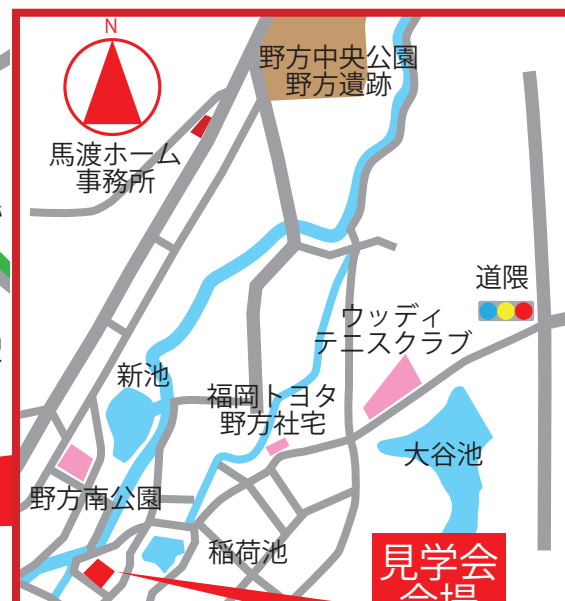 N
野方中央公園
野方遺跡
馬渡ホーム
事務所
道隈
ウッディ
テニスクラブ
新池
福岡トヨタ
野方社宅
大谷池
野方南公園
稲荷池
見学会
会場